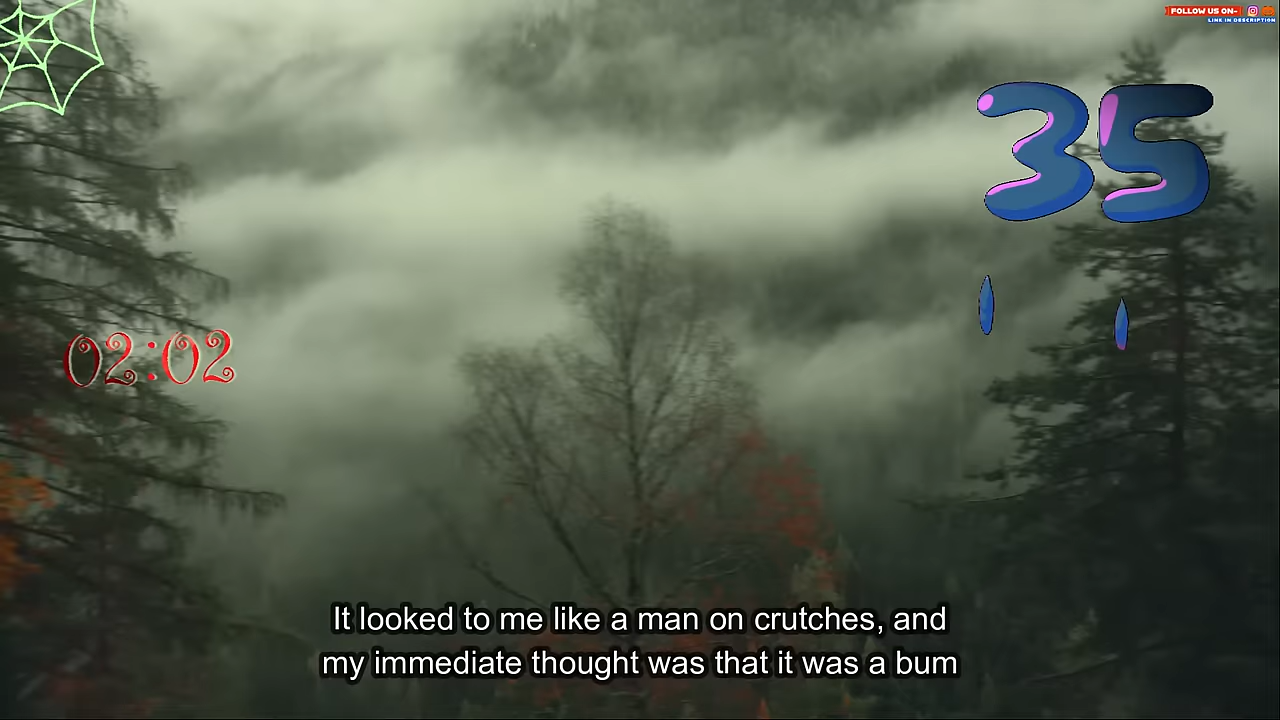 FOLLOW US ON-
LINK IN DESCRIPTION
35
02:02
It looked to me like a man on crutches, and
my immediate thought was that it was a bum